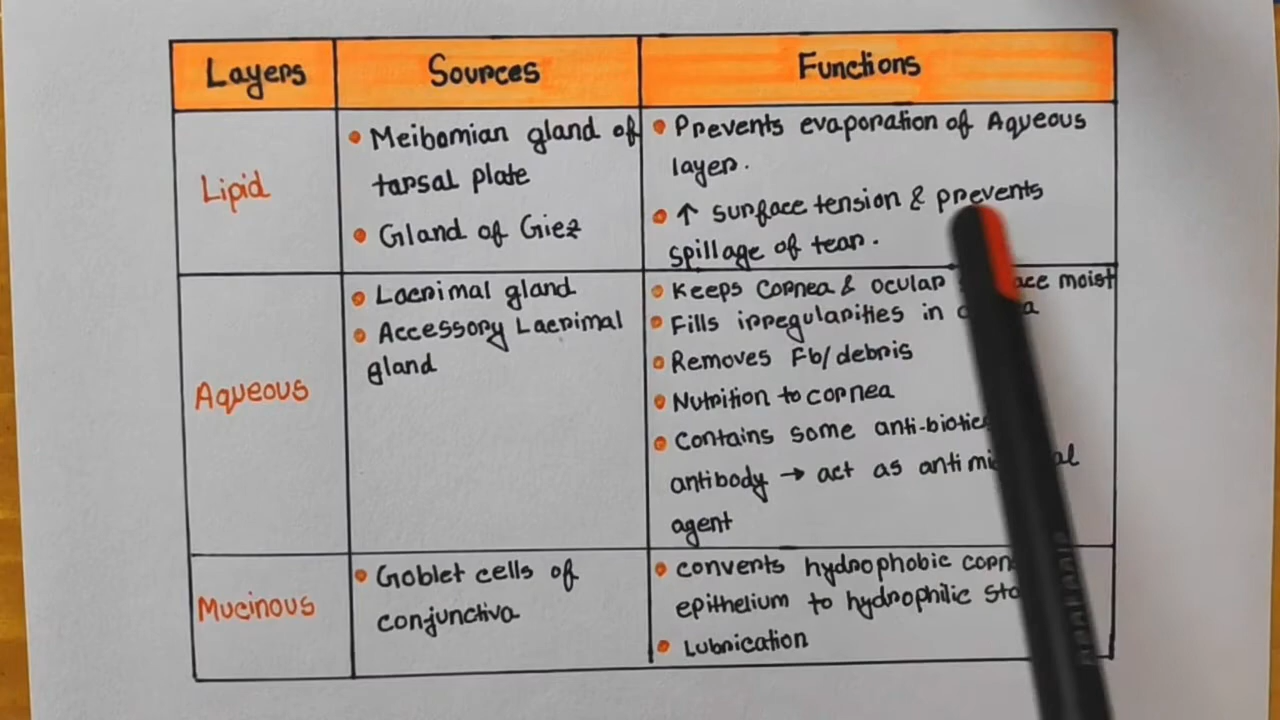 Layers Sources Functions
Lipid
Meibomian gland of
tarsal plate
Gland of Giez
Prevents evaporation of Aqueous
layer.
↑ surface tension & prevents
spillage of tear.
Aqueous
Lacrimal gland
Accessory Lacrimal
gland
Keeps Cornea & ocular moist
Fills irregularities in
Removes Fb/debris
Nutrition to cornea
Contains some anti-biotic
antibody → act as
agent
Mucinous
Goblet cells of
conjunctiva
converts hydrophobic
epithelium to hydrophilic
Lubrication